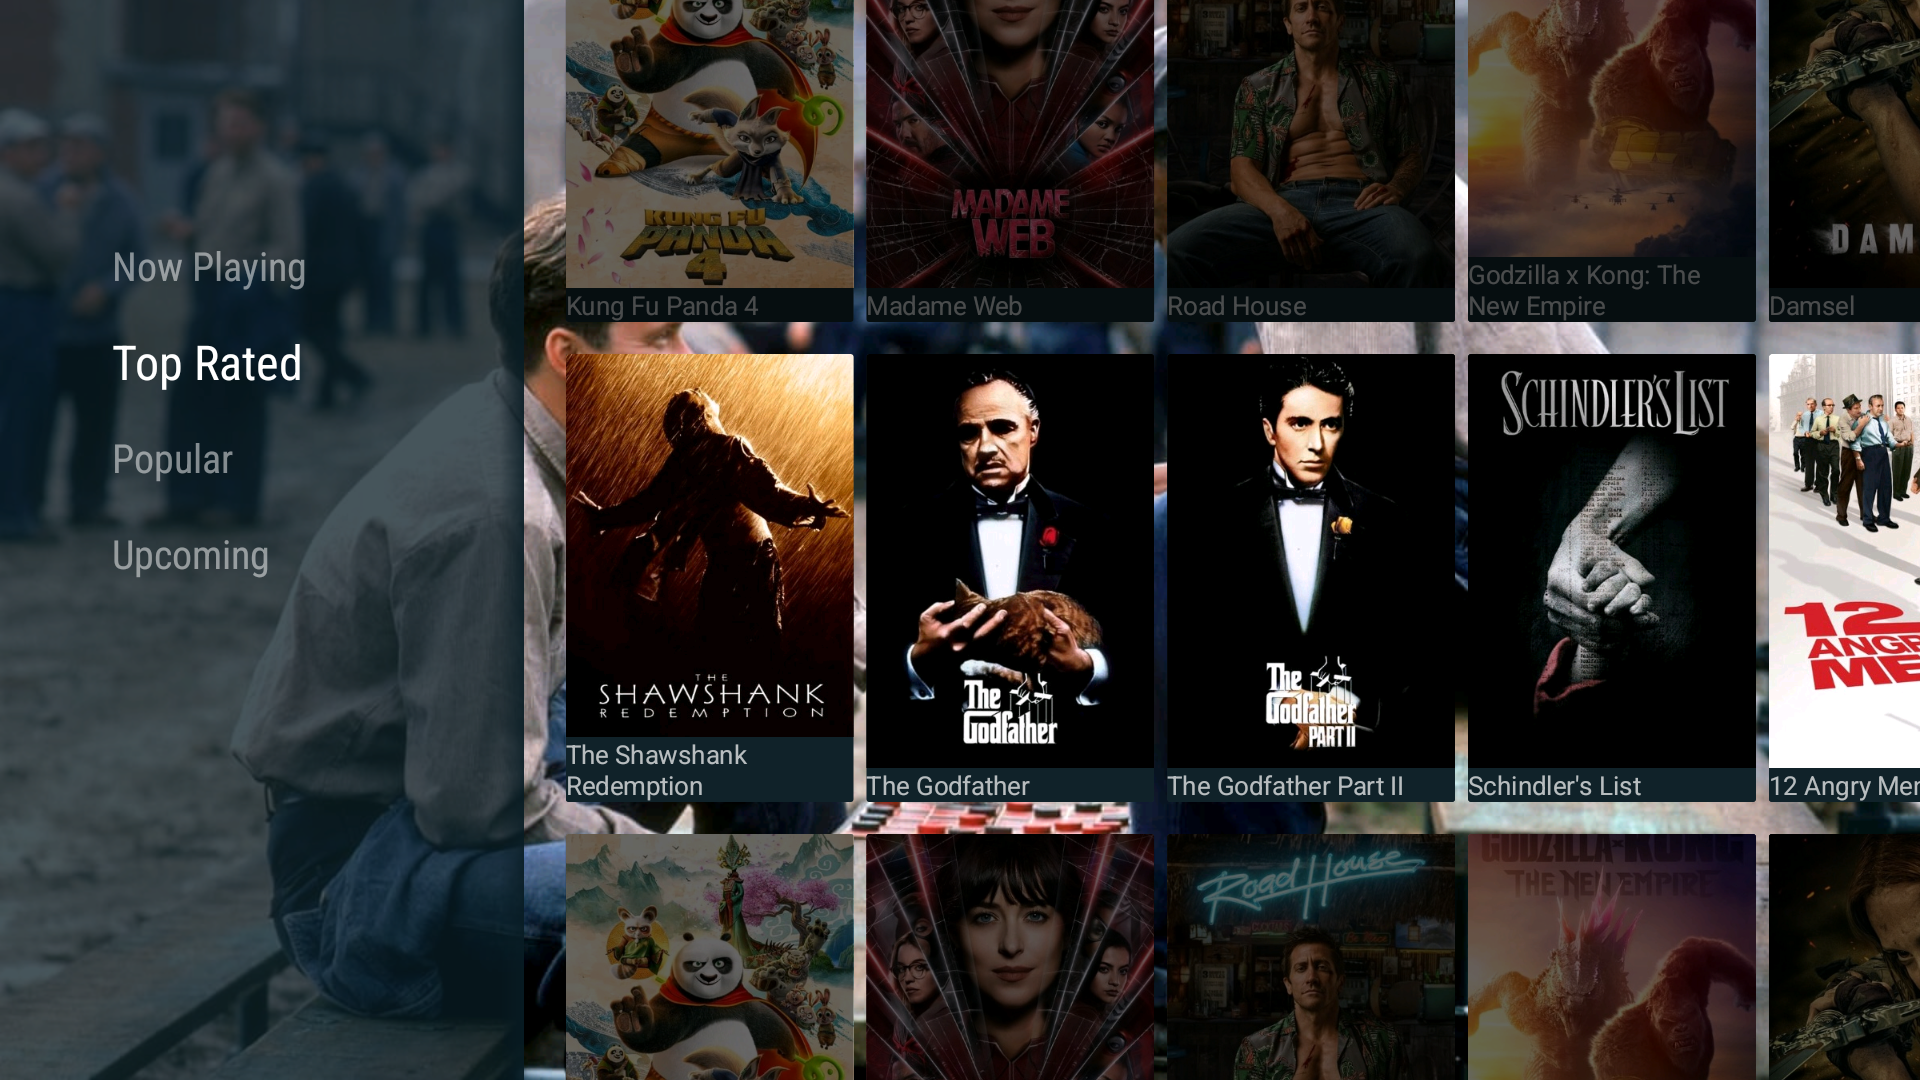 Now Playing
Top Rated
Popular
Upcoming
KUNG FU
PANDA
4
Kung Fu Panda 4
MADAME
WEB
Madame Web
Road House
Godzilla x Kong: The
New Empire
DAM
Damsel
THE
SHAWSHANK
REDEMPTION
The Shawshank
Redemption
The
Godfather
The Godfather
The
Godfather
PART II
The Godfather Part II
SCHINDLER'S LIST
Schindler's List
12
ANGR
ME
12 Angry Men
Road House
GODZILLA x KONG
THE NEW EMPIRE